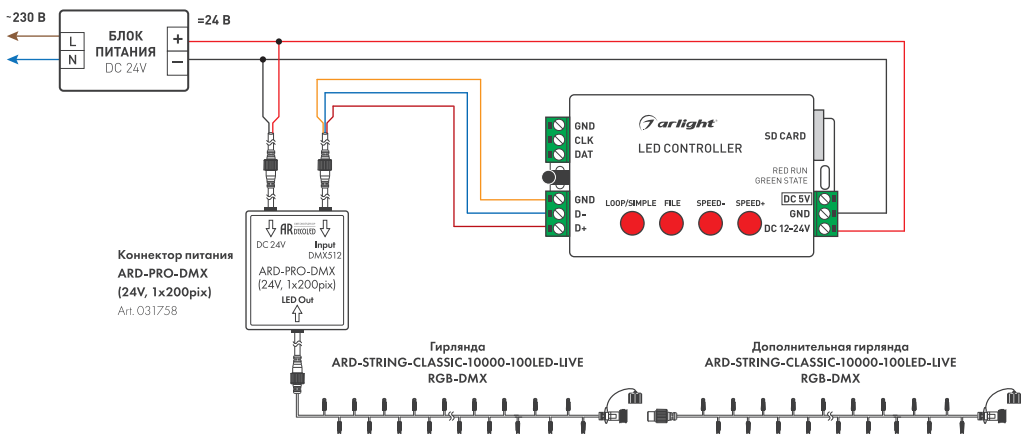 ~230 В
=24 В
L
N
БЛОК
ПИТАНИЯ
DC 24V
+
–
GND
CLK
DAT
arlight
LED CONTROLLER
SD CARD
RED RUN
GREEN STATE
GND
D–
D+
LOOP/SIMPLE
FILE
SPEED-
SPEED+
DC 5V
GND
DC 12–24V
DC 24V
Input
DMX512
ARD-PRO-DMX
(24V, 1x200pix)
LED Out
Коннектор питания
ARD-PRO-DMX
(24V, 1x200pix)
Art. 031758
Гирлянда
ARD-STRING-CLASSIC-10000-100LED-LIVE
RGB-DMX
Дополнительная гирлянда
ARD-STRING-CLASSIC-10000-100LED-LIVE
RGB-DMX